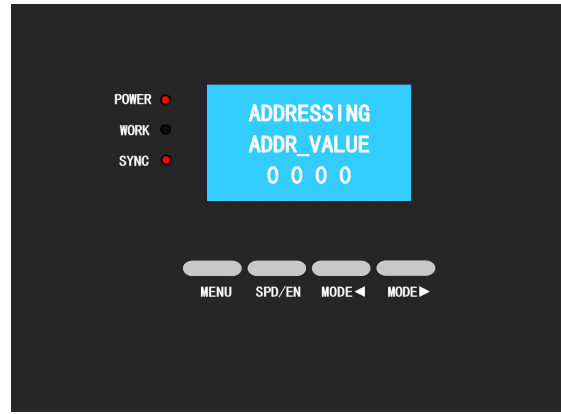 POWER
WORK
SYNC
ADDRESSING
ADDR_VALUE
0 0 0 0
MENU SPD/EN MODE◀ MODE▶